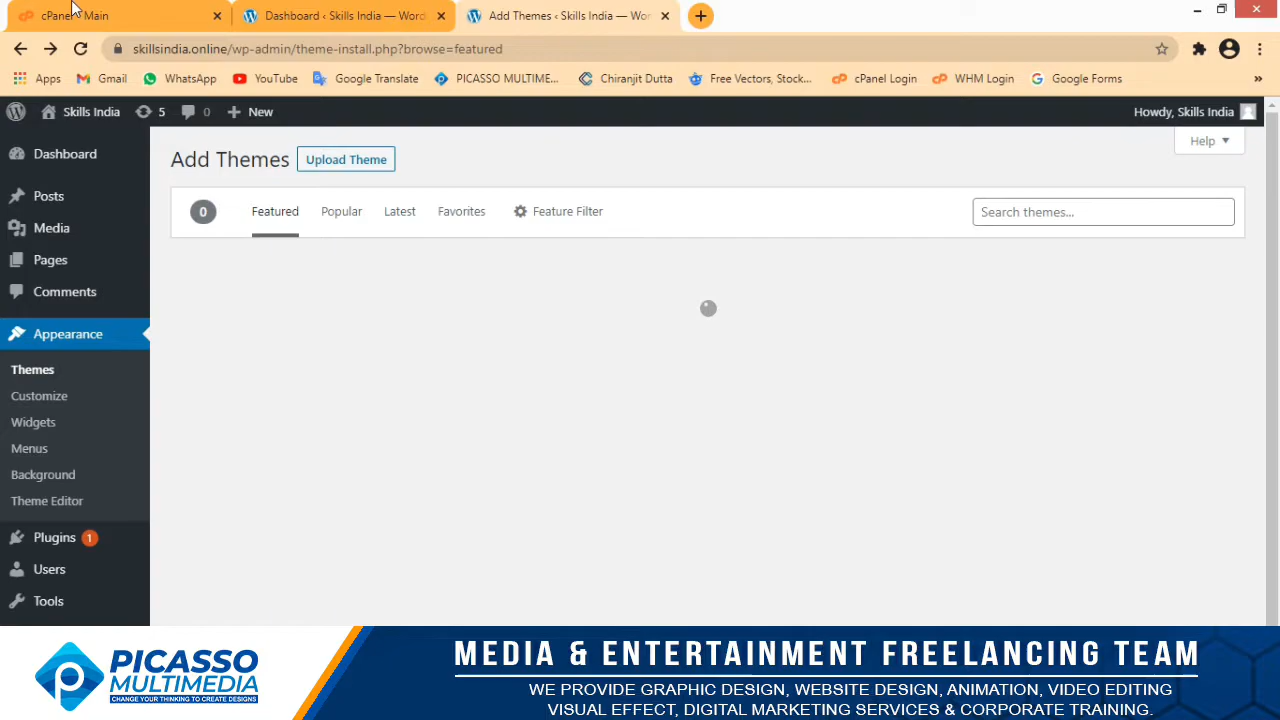 cPanel - Main
Dashboard ‹ Skills India — Word
Add Themes ‹ Skills India — Wor
skillsindia.online/wp-admin/theme-install.php?browse=featured
Apps
Gmail
WhatsApp
YouTube
Google Translate
PICASSO MULTIME...
Chiranjit Dutta
Free Vectors, Stock...
cPanel Login
WHM Login
Google Forms
»
Skills India
5
0
New
Howdy, Skills India
Dashboard
Posts
Media
Pages
Comments
Appearance
Themes
Customize
Widgets
Menus
Background
Theme Editor
Plugins 1
Users
Tools
Help
Add Themes
Upload Theme
0
Featured
Popular
Latest
Favorites
Feature Filter
Search themes...
PICASSO
MULTIMEDIA
CHANGE YOUR THINKING TO CREATE DESIGNS
MEDIA & ENTERTAINMENT FREELANCING TEAM
WE PROVIDE GRAPHIC DESIGN, WEBSITE DESIGN, ANIMATION, VIDEO EDITING
VISUAL EFFECT, DIGITAL MARKETING SERVICES & CORPORATE TRAINING.